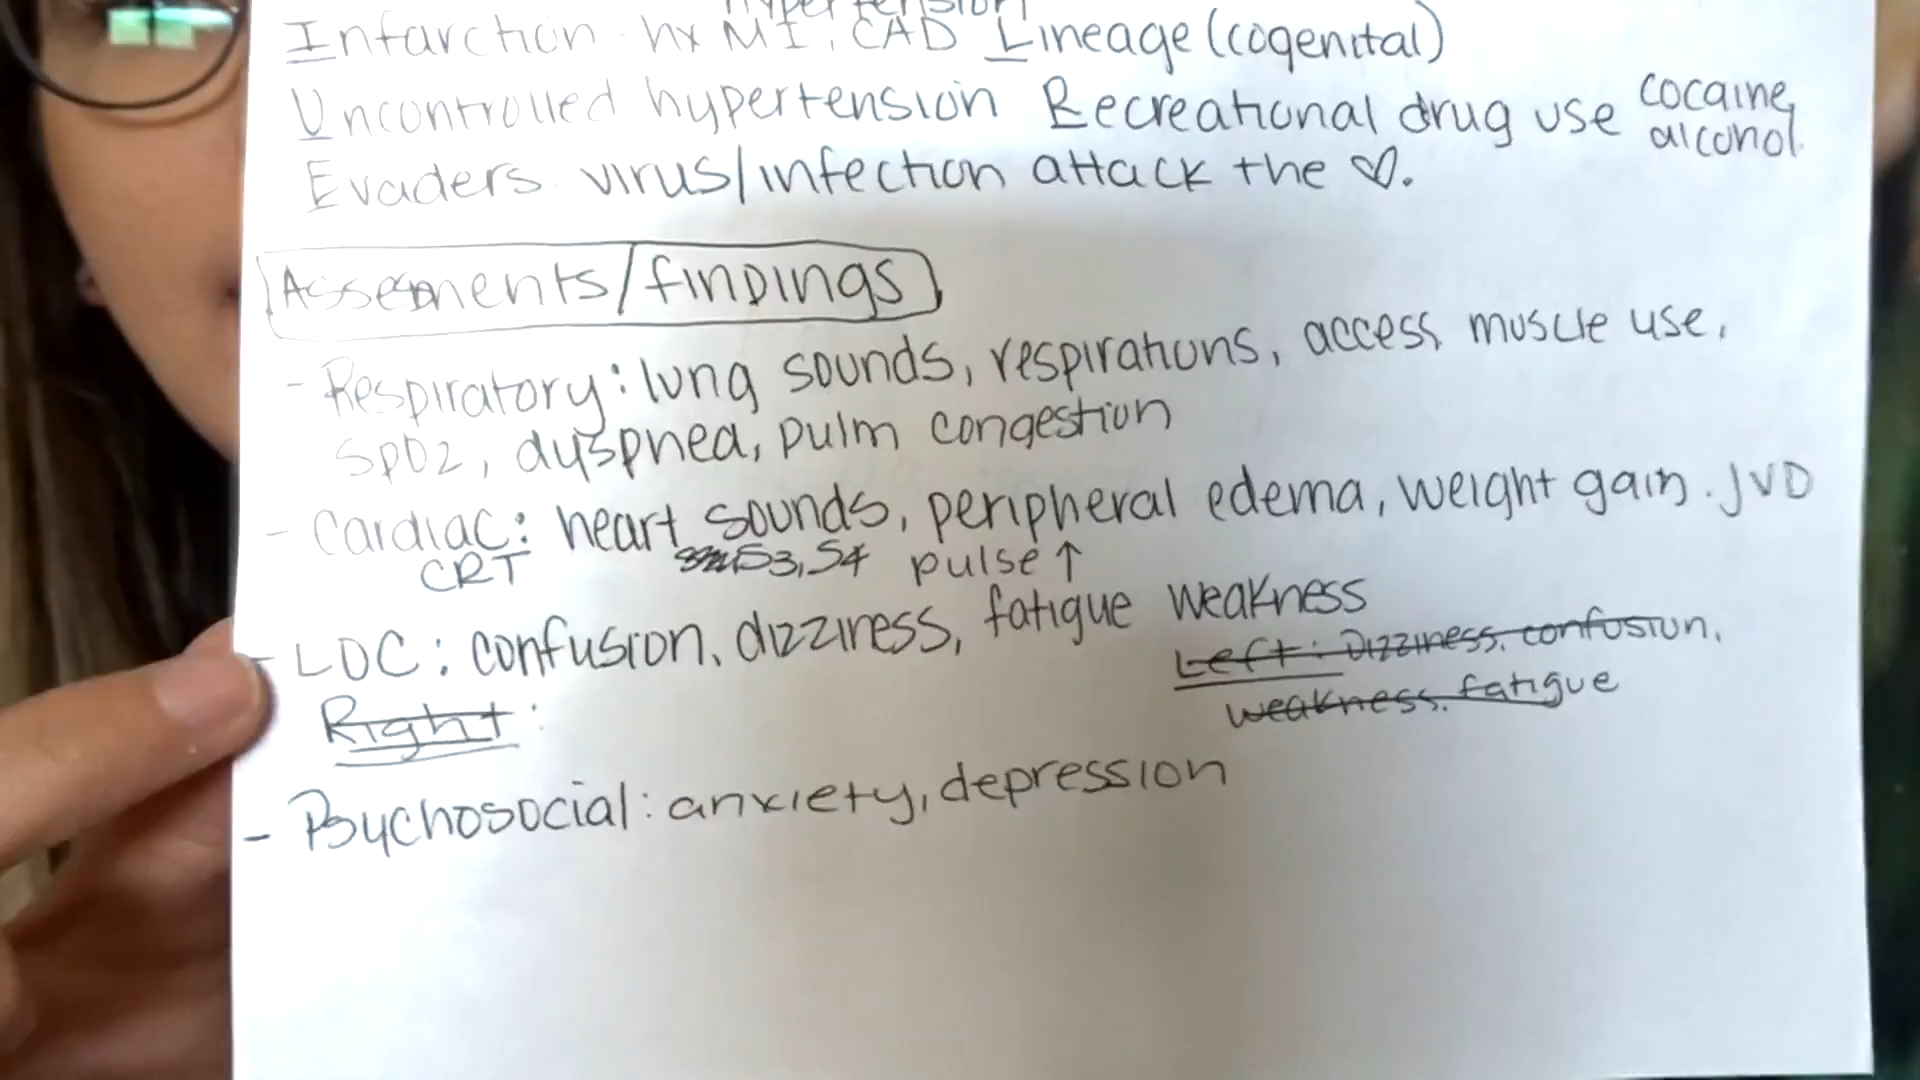 hypertension
Infarction - hx MI, CAD Lineage (cogenital)
Uncontrolled hypertension Recreational drug use cocaine, alcohol
Evaders virus/infection attack the ♡.
Assesments/findings
- Respiratory: lung sounds, respirations, access. muscle use,
SpO2, dyspnea, pulm congestion
- Cardiac: heart sounds, peripheral edema, weight gain. JVD
CRT S3, S4 pulse ↑
- LOC: confusion, dizziness, fatigue weakness
Left: Dizziness, confusion,
weakness, fatigue
Right:
- Psychosocial: anxiety, depression